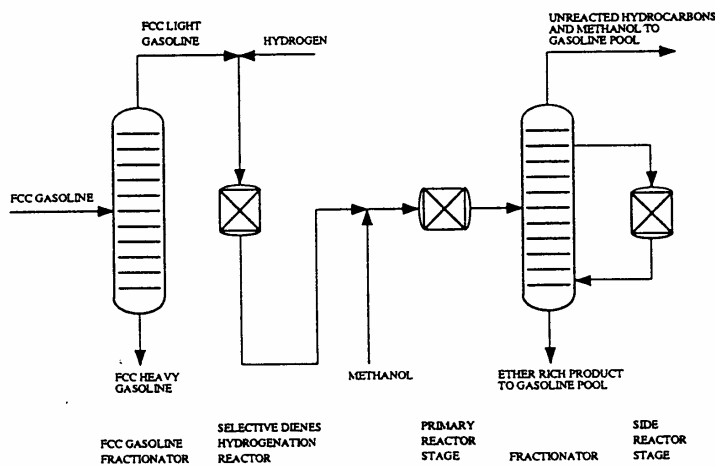 FCC LIGHT
GASOLINE
HYDROGEN
UNREACTED HYDROCARBONS
AND METHANOL TO
GASOLINE POOL
FCC GASOLINE
FCC HEAVY
GASOLINE
METHANOL
ETHER RICH PRODUCT
TO GASOLINE POOL
FCC GASOLINE
FRACTIONATOR
SELECTIVE DIENES
HYDROGENATION
REACTOR
PRIMARY
REACTOR
STAGE
FRACTIONATOR
SIDE
REACTOR
STAGE